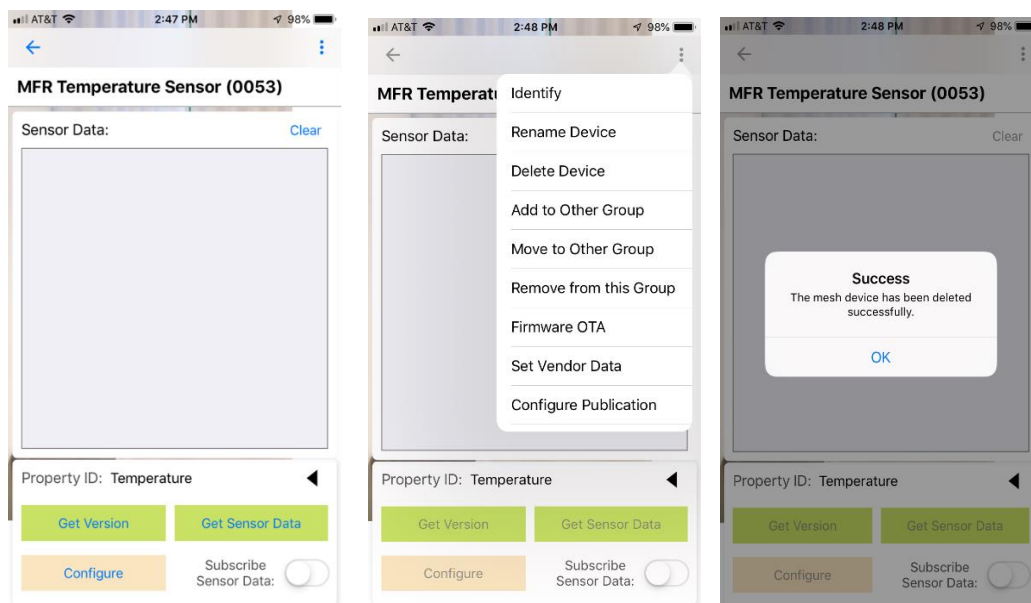 AT&T 2:47 PM 98%
MFR Temperature Sensor (0053)
Sensor Data: Clear
Property ID: Temperature
Get Version Get Sensor Data
Configure Subscribe
Sensor Data:
AT&T 2:48 PM 98%
MFR Temperat
Sensor Data:
Identify
Rename Device
Delete Device
Add to Other Group
Move to Other Group
Remove from this Group
Firmware OTA
Set Vendor Data
Configure Publication
Property ID: Temperature
Get Version Get Sensor Data
Configure Subscribe
Sensor Data:
AT&T 2:48 PM 98%
MFR Temperature Sensor (0053)
Sensor Data: Clear
Success
The mesh device has been deleted
successfully.
OK
Property ID: Temperature
Get Version Get Sensor Data
Configure Subscribe
Sensor Data: